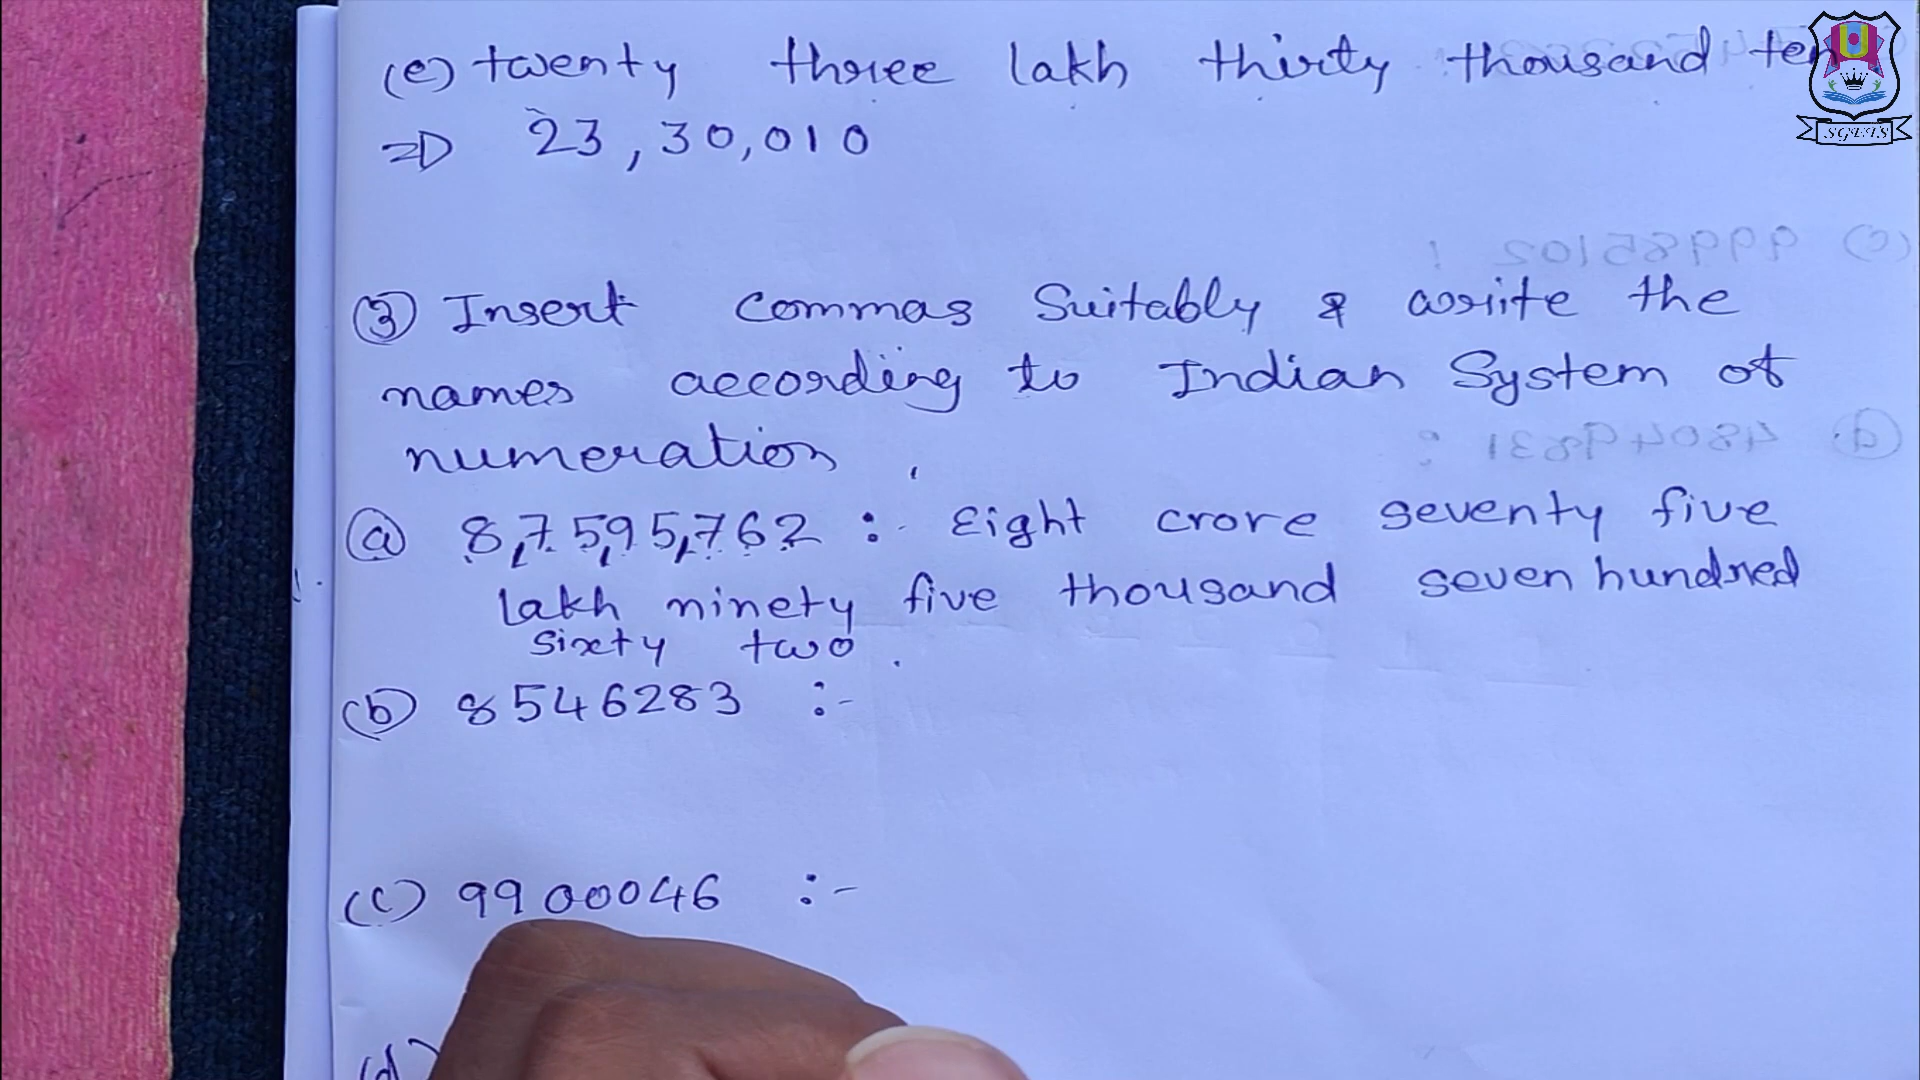 (e) twenty three lakh thirty thousand ten
⇒ 23,30,010
③ Insert commas Suitably & write the
names according to Indian System of
numeration.
ⓐ 8,75,95,762 :- Eight crore seventy five
lakh ninety five thousand seven hundred
sixty two.
(b) 8546283 :-
(c) 9900046 :-
(d)
SGEIS